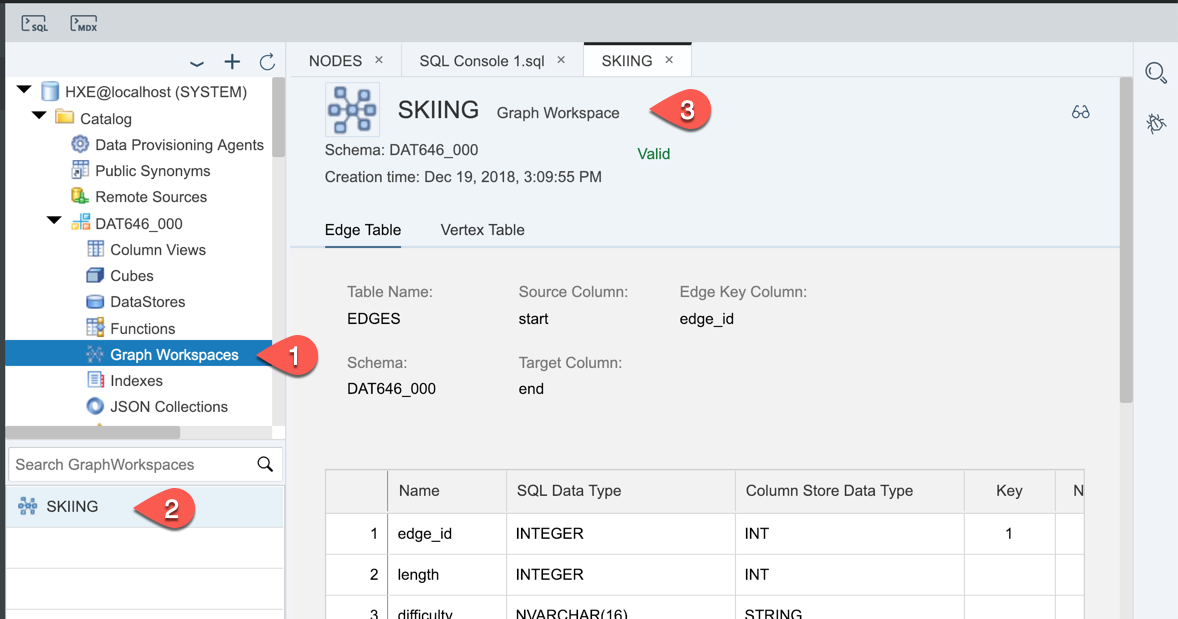 SQL MDX
NODES × SQL Console 1.sql × SKIING ×
HXE@localhost (SYSTEM)
Catalog
Data Provisioning Agents
Public Synonyms
Remote Sources
DAT646_000
Column Views
Cubes
DataStores
Functions
Graph Workspaces
1
Indexes
JSON Collections
Search GraphWorkspaces
SKIING
2
SKIING Graph Workspace
3
Schema: DAT646_000
Valid
Creation time: Dec 19, 2018, 3:09:55 PM
Edge Table Vertex Table
Table Name: Source Column: Edge Key Column:
EDGES start edge_id
Schema: Target Column:
DAT646_000 end
Name SQL Data Type Column Store Data Type Key N
1 edge_id INTEGER INT 1
2 length INTEGER INT
3 difficulty NVARCHAR(16) STRING